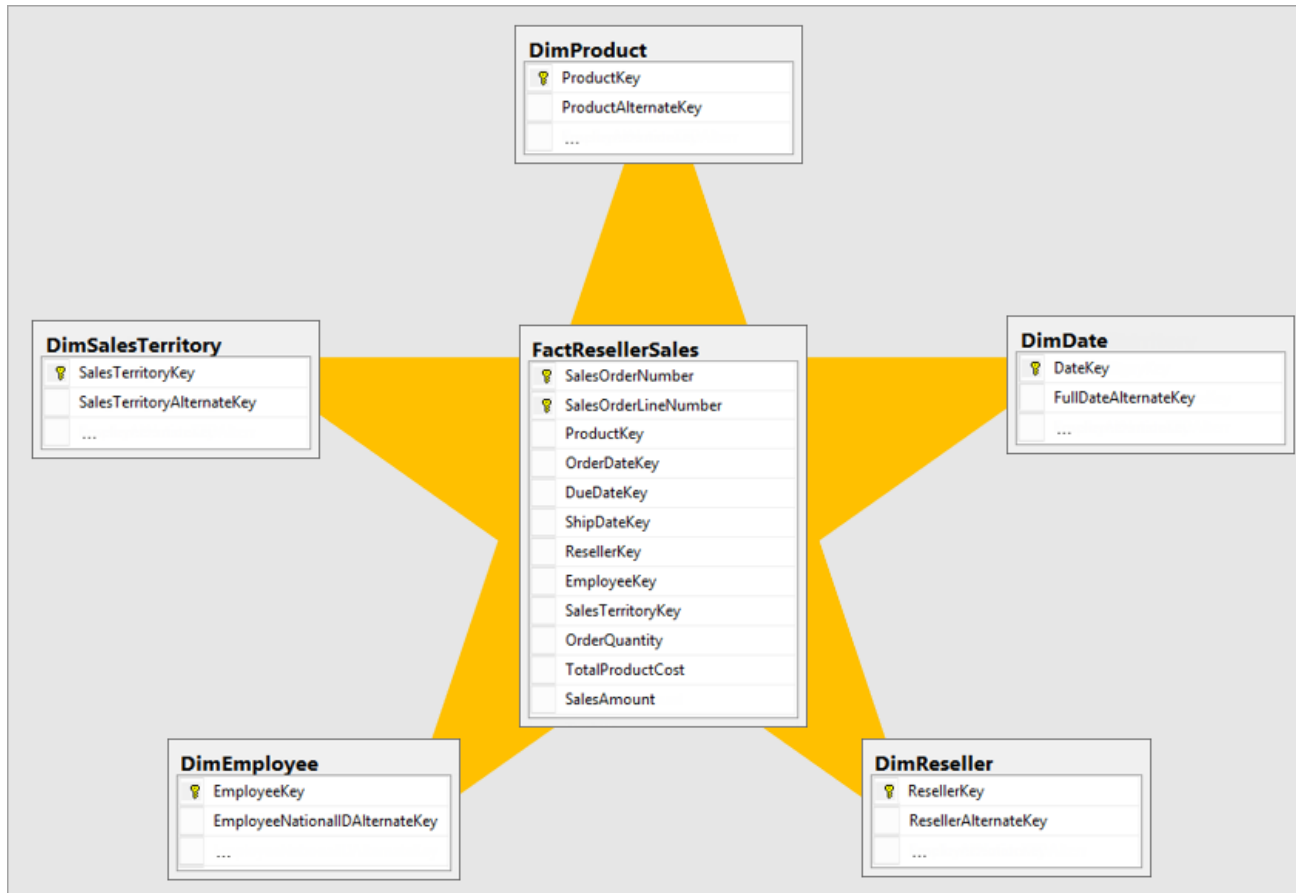 DimProduct
ProductKey
ProductAlternateKey
...
DimSalesTerritory
SalesTerritoryKey
SalesTerritoryAlternateKey
...
FactResellerSales
SalesOrderNumber
SalesOrderLineNumber
ProductKey
OrderDateKey
DueDateKey
ShipDateKey
ResellerKey
EmployeeKey
SalesTerritoryKey
OrderQuantity
TotalProductCost
SalesAmount
DimDate
DateKey
FullDateAlternateKey
...
DimEmployee
EmployeeKey
EmployeeNationalIDAlternateKey
...
DimReseller
ResellerKey
ResellerAlternateKey
...